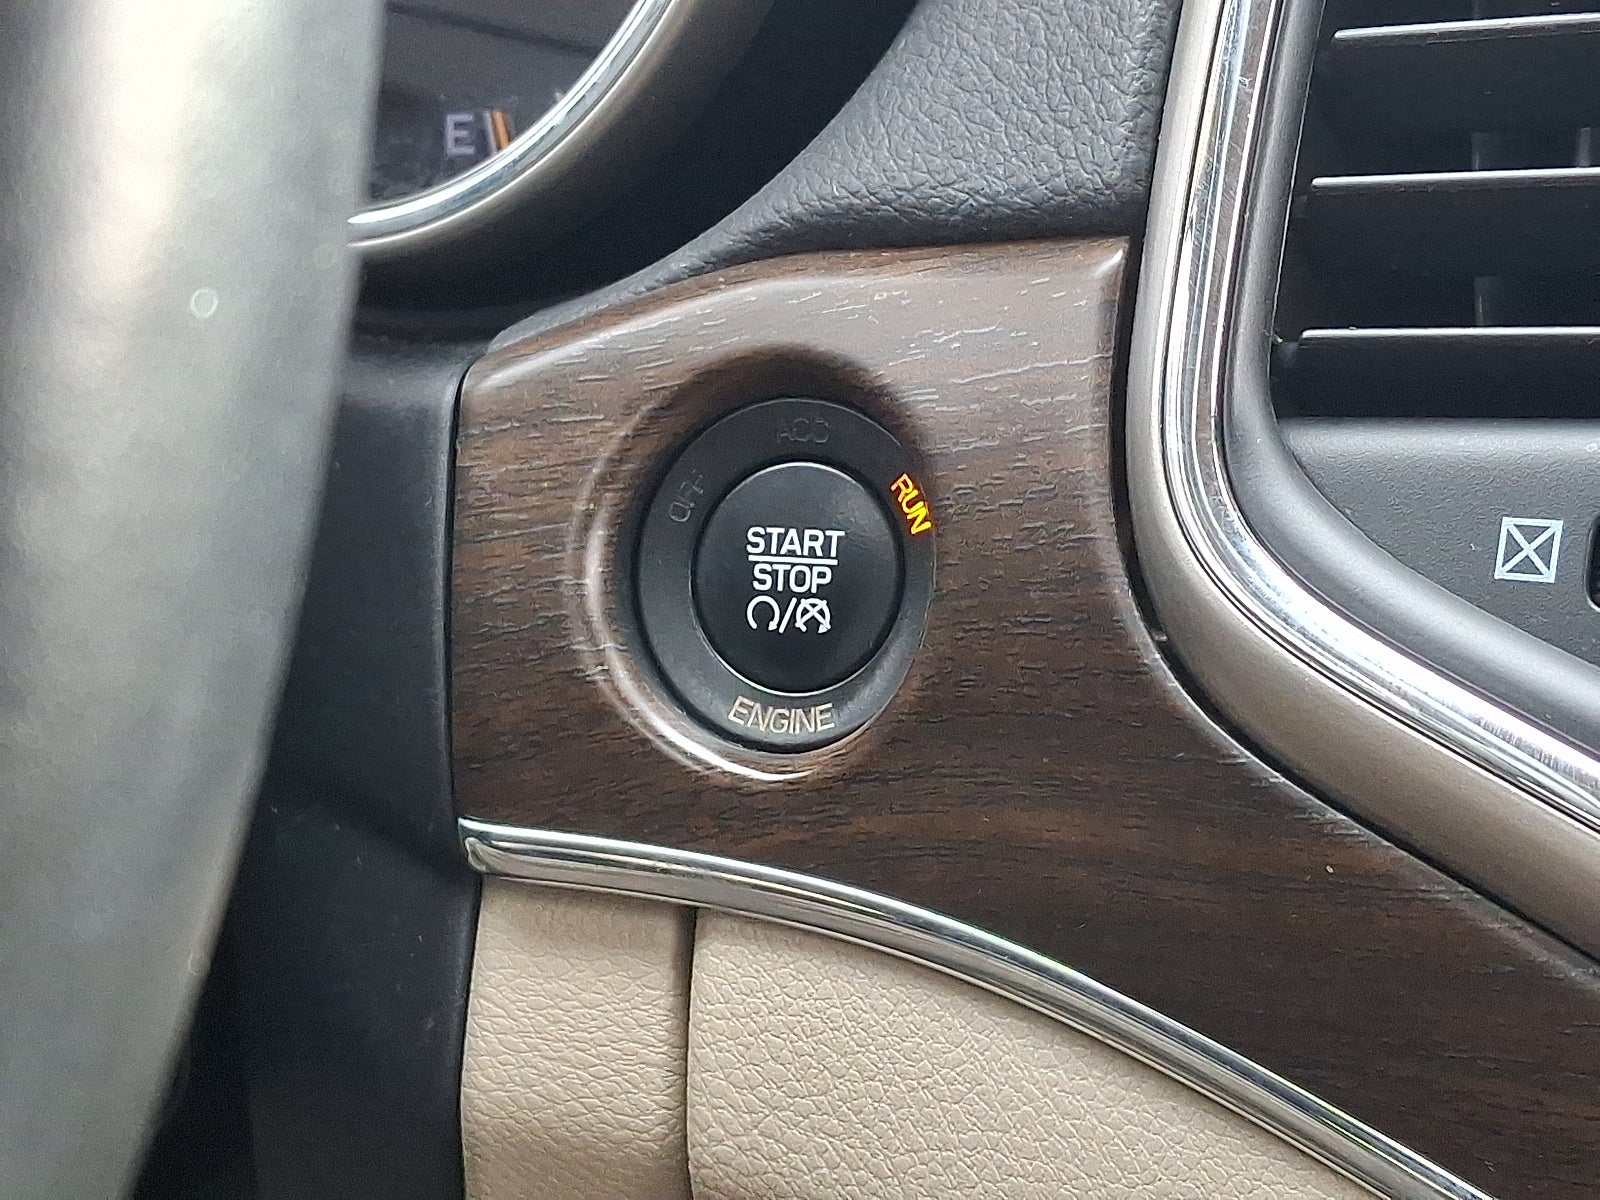 E
ACC
OFF
RUN
START
STOP
ENGINE